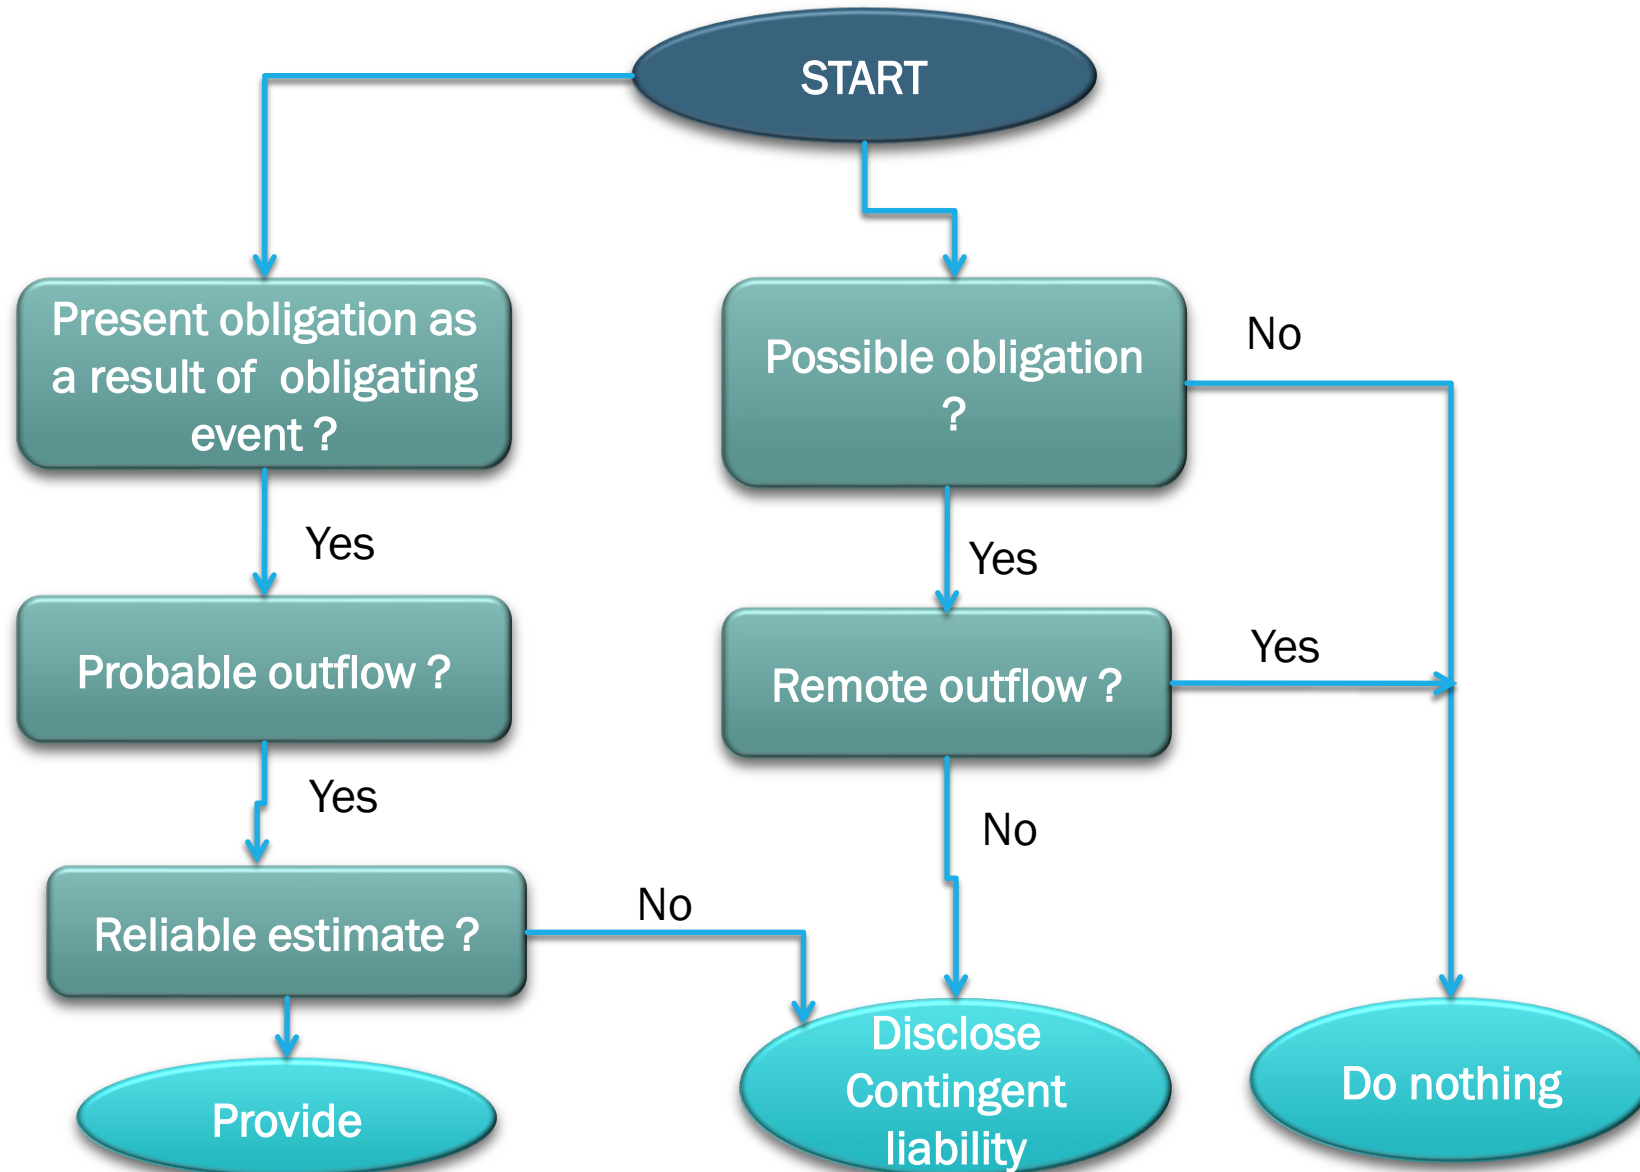 START
Present obligation as
a result of  obligating
event ?
Possible obligation
?
No
Yes
Yes
Probable outflow ?
Remote outflow ?
Yes
Yes
No
Reliable estimate ?
No
Provide
Disclose
Contingent
liability
Do nothing